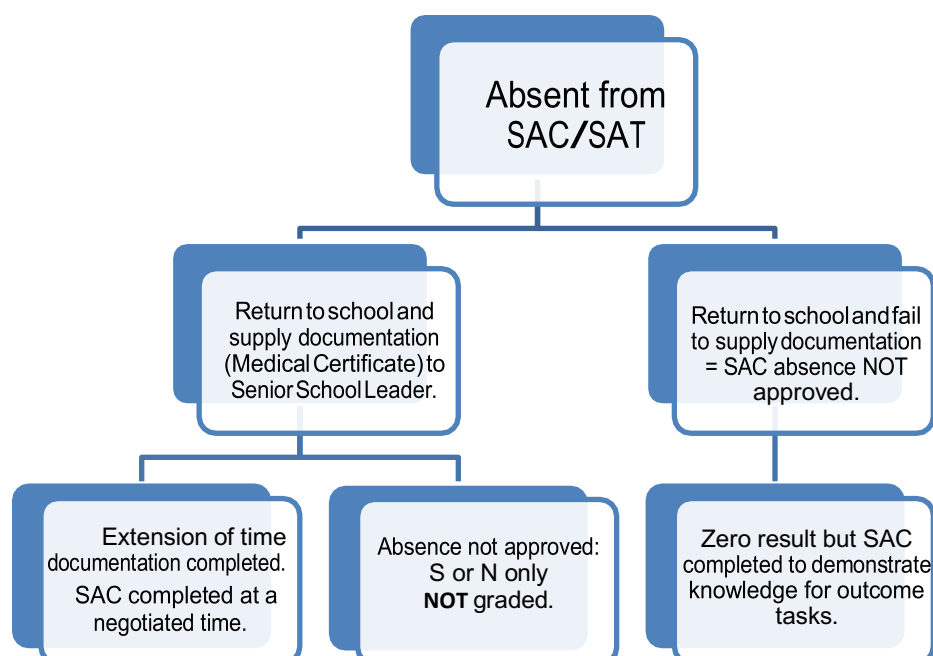 Absent from
SAC/SAT
Return to school and
supply documentation
(Medical Certificate) to
Senior School Leader.
Return to school and fail
to supply documentation
= SAC absence NOT
approved.
Extension of time
documentation completed.
SAC completed at a
negotiated time.
Absence not approved:
S or N only
NOT graded.
Zero result but SAC
completed to demonstrate
knowledge for outcome
tasks.